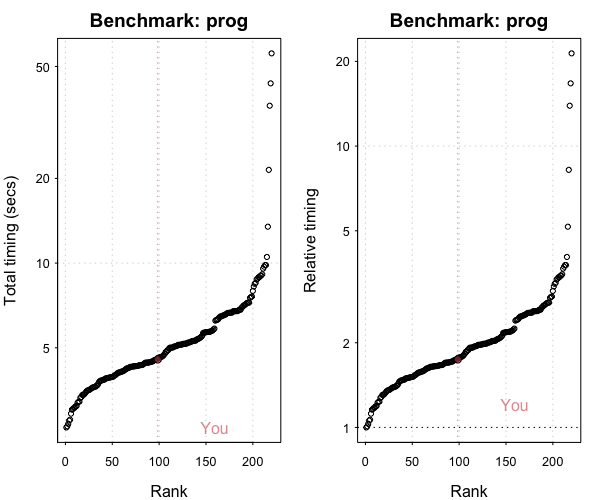 Benchmark: prog
Total timing (secs)
50
20
10
5
You
0
50
100
150
200
Rank
Benchmark: prog
Relative timing
20
10
5
2
1
You
0
50
100
150
200
Rank